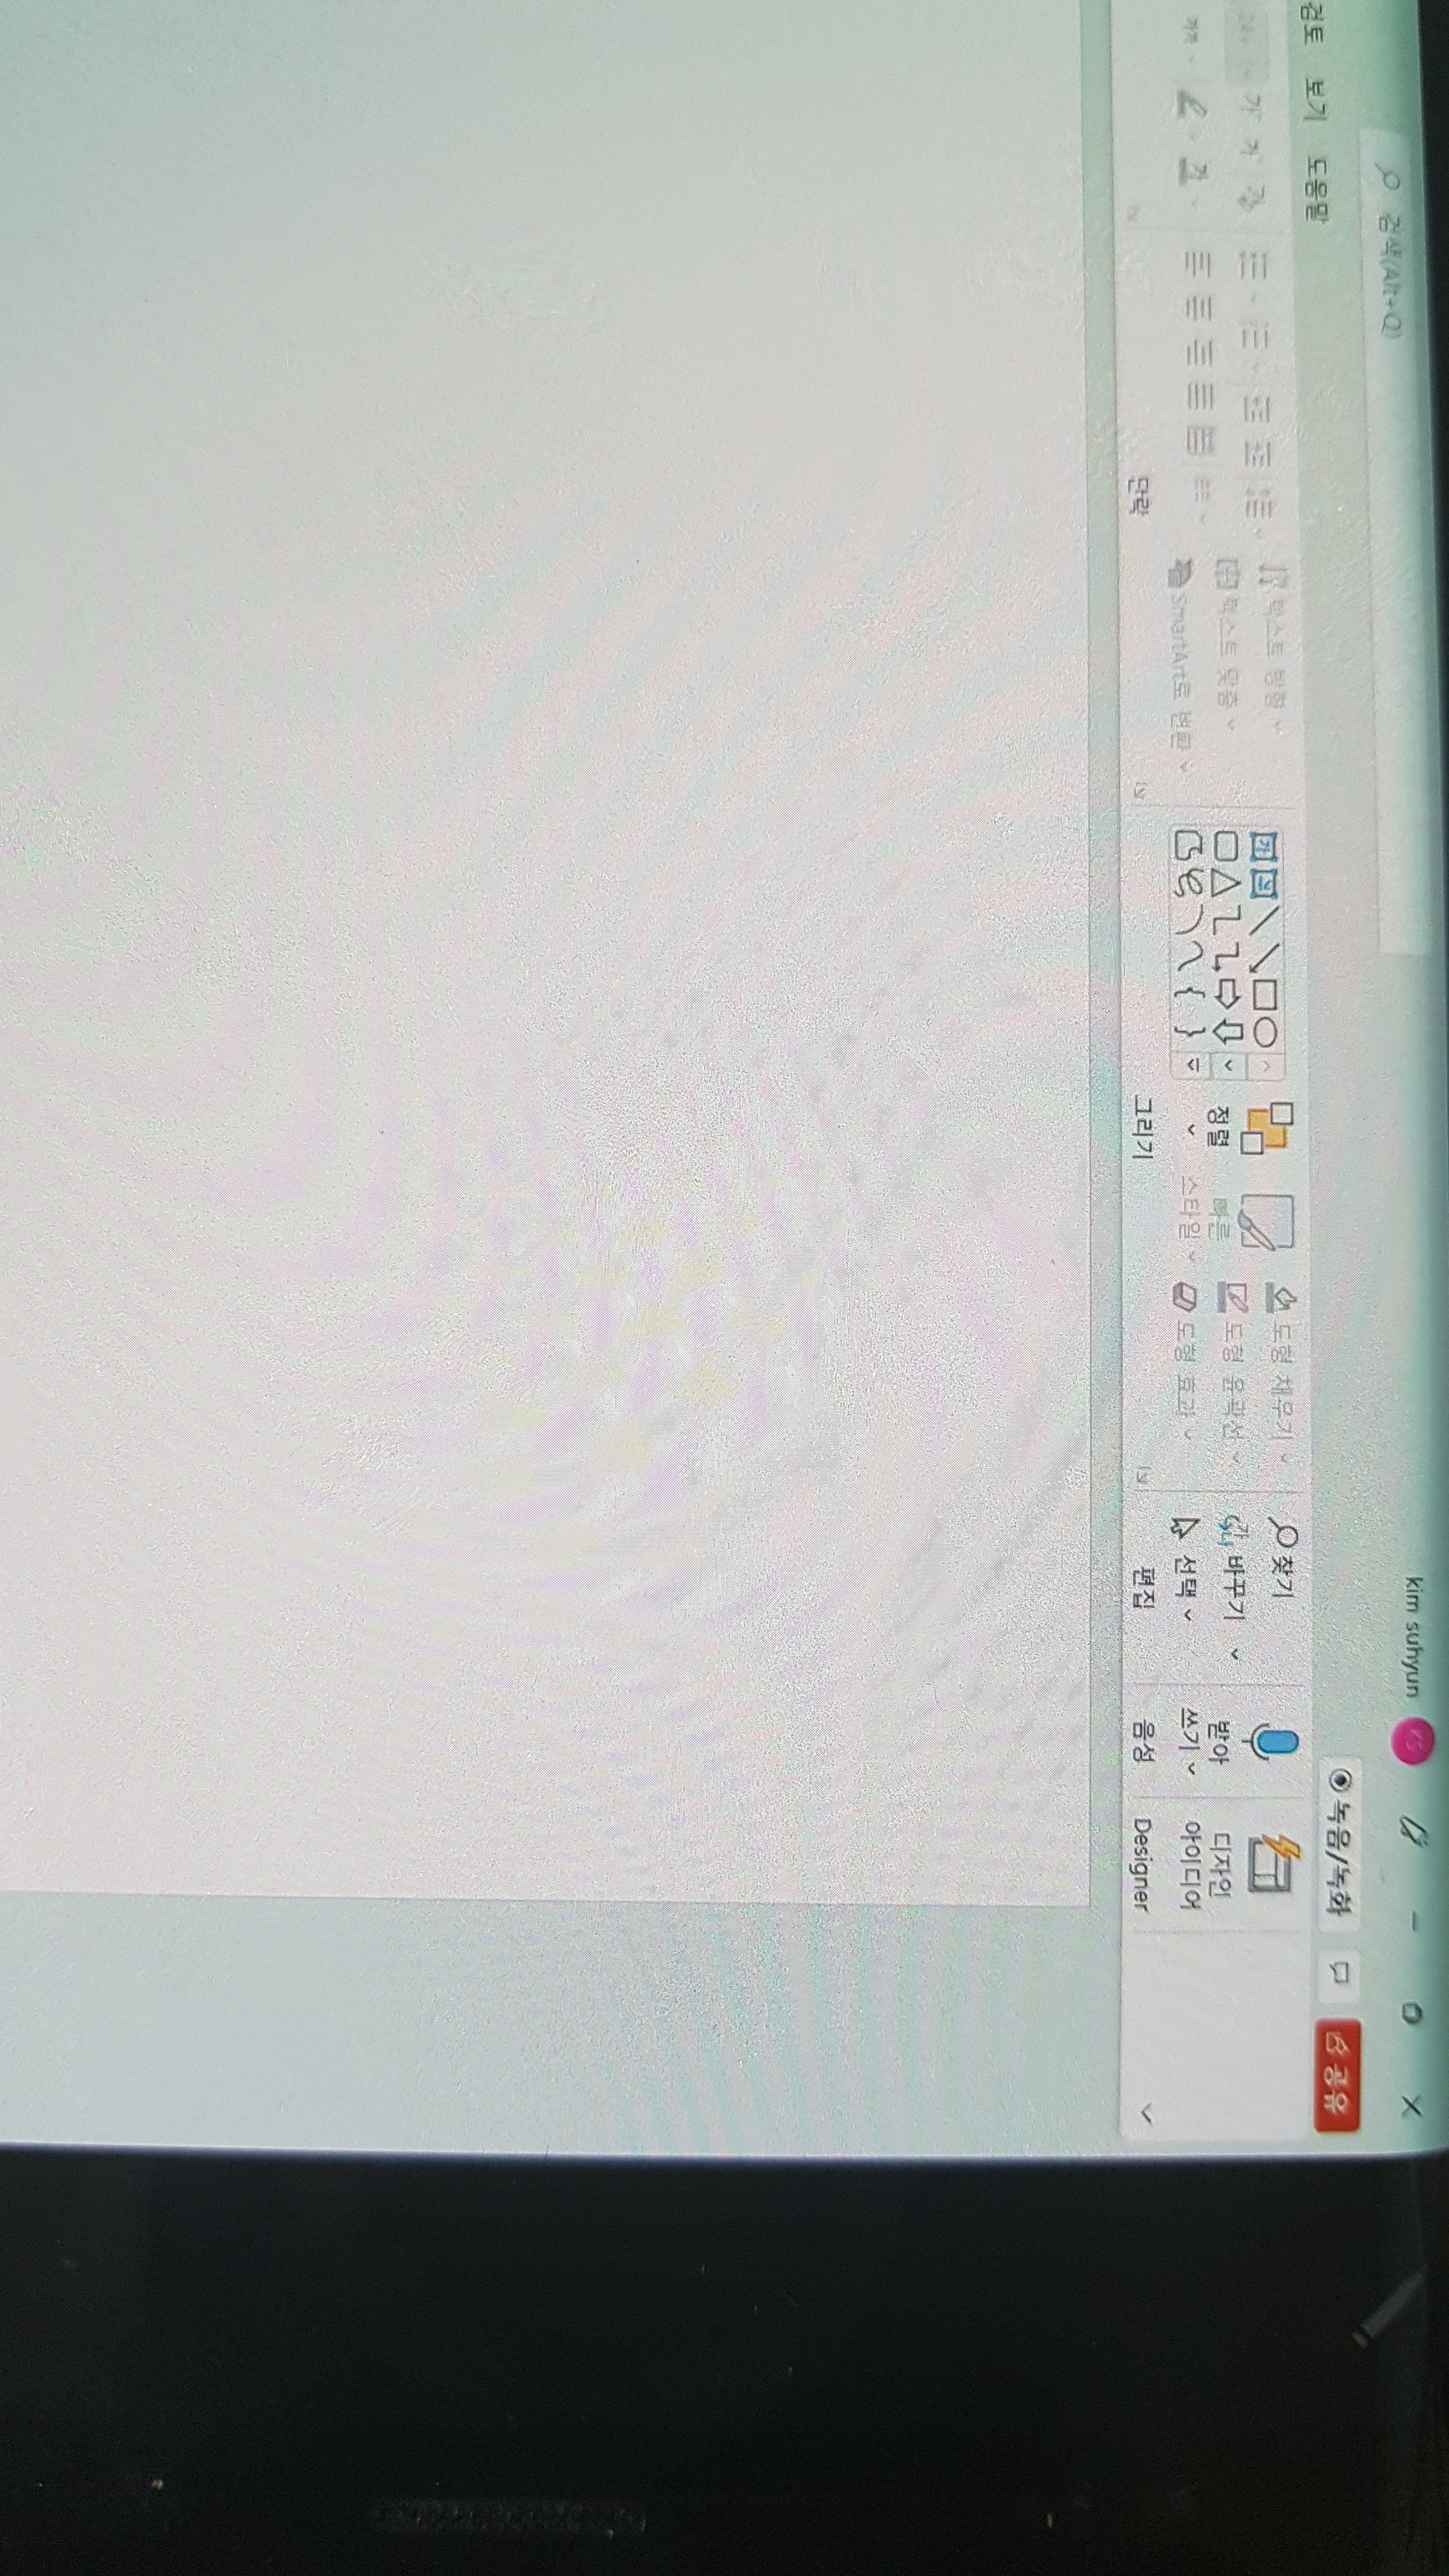 검색(Alt+Q)
kim suhyun
검토 보기 도움말
녹음/녹화
공유
텍스트 방향
텍스트 맞춤
SmartArt로 변환
단락
정렬
빠른
스타일
도형 채우기
도형 윤곽선
도형 효과
그리기
찾기
바꾸기
선택
편집
받아
쓰기
음성
디자인
아이디어
Designer